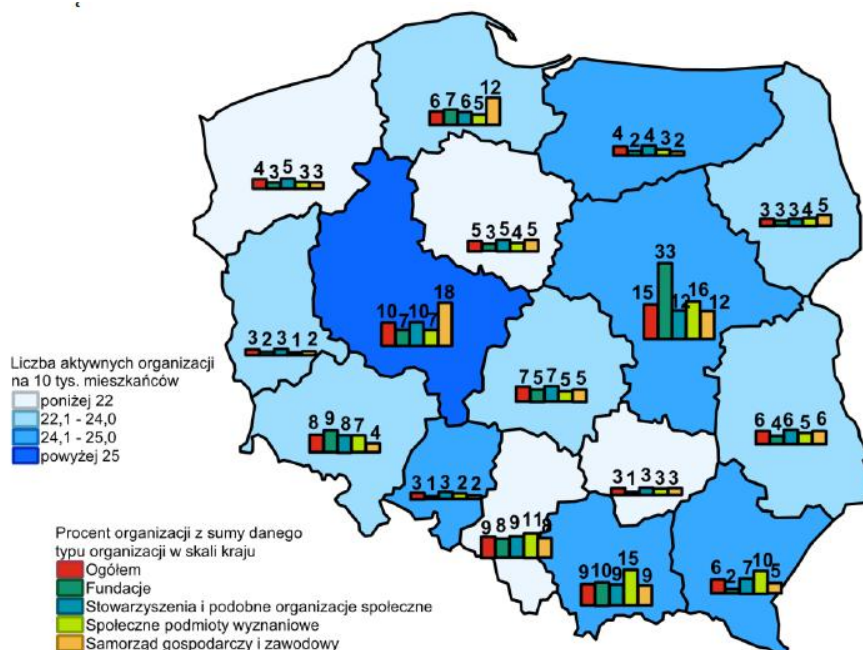 6 7 6 5 12
4 2 4 3 2
4 3 5 3 3
3 3 3 4 5
5 3 5 4 5
33
15 12 16 12
18
10 7 10 7
3 2 3 1 2
Liczba aktywnych organizacji
na 10 tys. mieszkańców
poniżej 22
22,1 - 24,0
24,1 - 25,0
powyżej 25
7 5 7 5 5
8 9 8 7 4
6 4 6 5 6
3 1 3 2 2
3 1 3 3 3
9 8 9 11 8
9 10 9 15 9
6 2 7 10 5
Procent organizacji z sumy danego
typu organizacji w skali kraju
Ogółem
Fundacje
Stowarzyszenia i podobne organizacje społeczne
Społeczne podmioty wyznaniowe
Samorząd gospodarczy i zawodowy